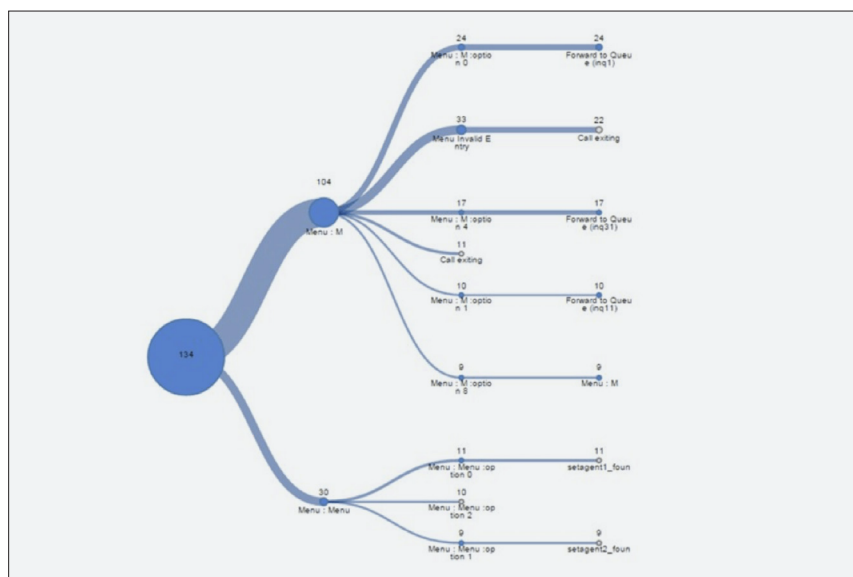 24
Menu : M :optio
n 0
24
Forward to Queu
e (inq1)
33
Menu Invalid E
ntry
22
Call exiting
104
Menu : M
17
Menu : M :optio
n 4
17
Forward to Queu
e (inq31)
11
Call exiting
10
Menu : M :optio
n 1
10
Forward to Queu
e (inq11)
134
9
Menu : M :optio
n 8
9
Menu : M
11
Menu : Menu :op
tion 0
11
setagent1_foun
30
Menu : Menu
10
Menu : Menu :op
tion 2
9
Menu : Menu :op
tion 1
9
setagent2_foun